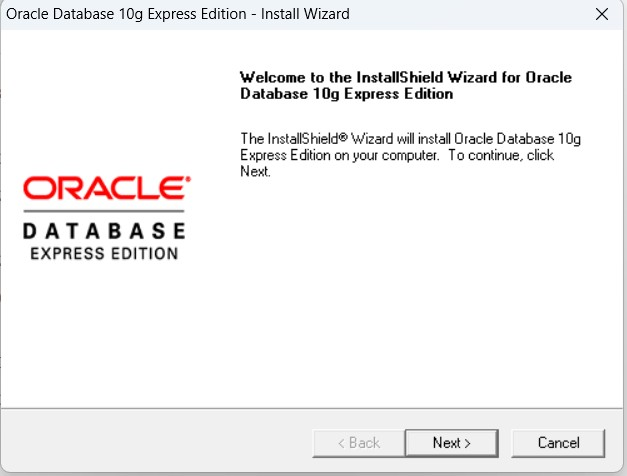 Oracle Database 10g Express Edition - Install Wizard
Welcome to the InstallShield Wizard for Oracle
Database 10g Express Edition
The InstallShield® Wizard will install Oracle Database 10g
Express Edition on your computer. To continue, click
Next.
ORACLE®
DATABASE
EXPRESS EDITION
< Back
Next >
Cancel